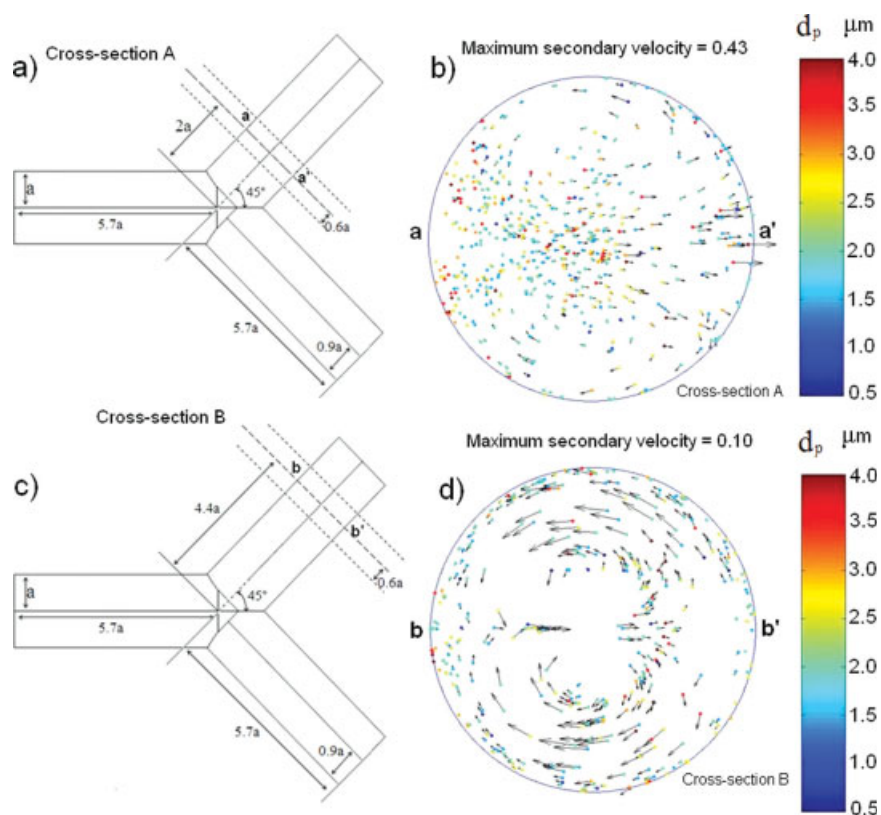 a)
Cross-section A
a
a'
2a
0.6a
45°
a
5.7a
5.7a
0.9a
b)
Maximum secondary velocity = 0.43
a
a'
Cross-section A
dp μm
4.0
3.5
3.0
2.5
2.0
1.5
1.0
0.5
c)
Cross-section B
b
b'
4.4a
0.6a
45°
a
5.7a
5.7a
0.9a
d)
Maximum secondary velocity = 0.10
b
b'
Cross-section B
dp μm
4.0
3.5
3.0
2.5
2.0
1.5
1.0
0.5